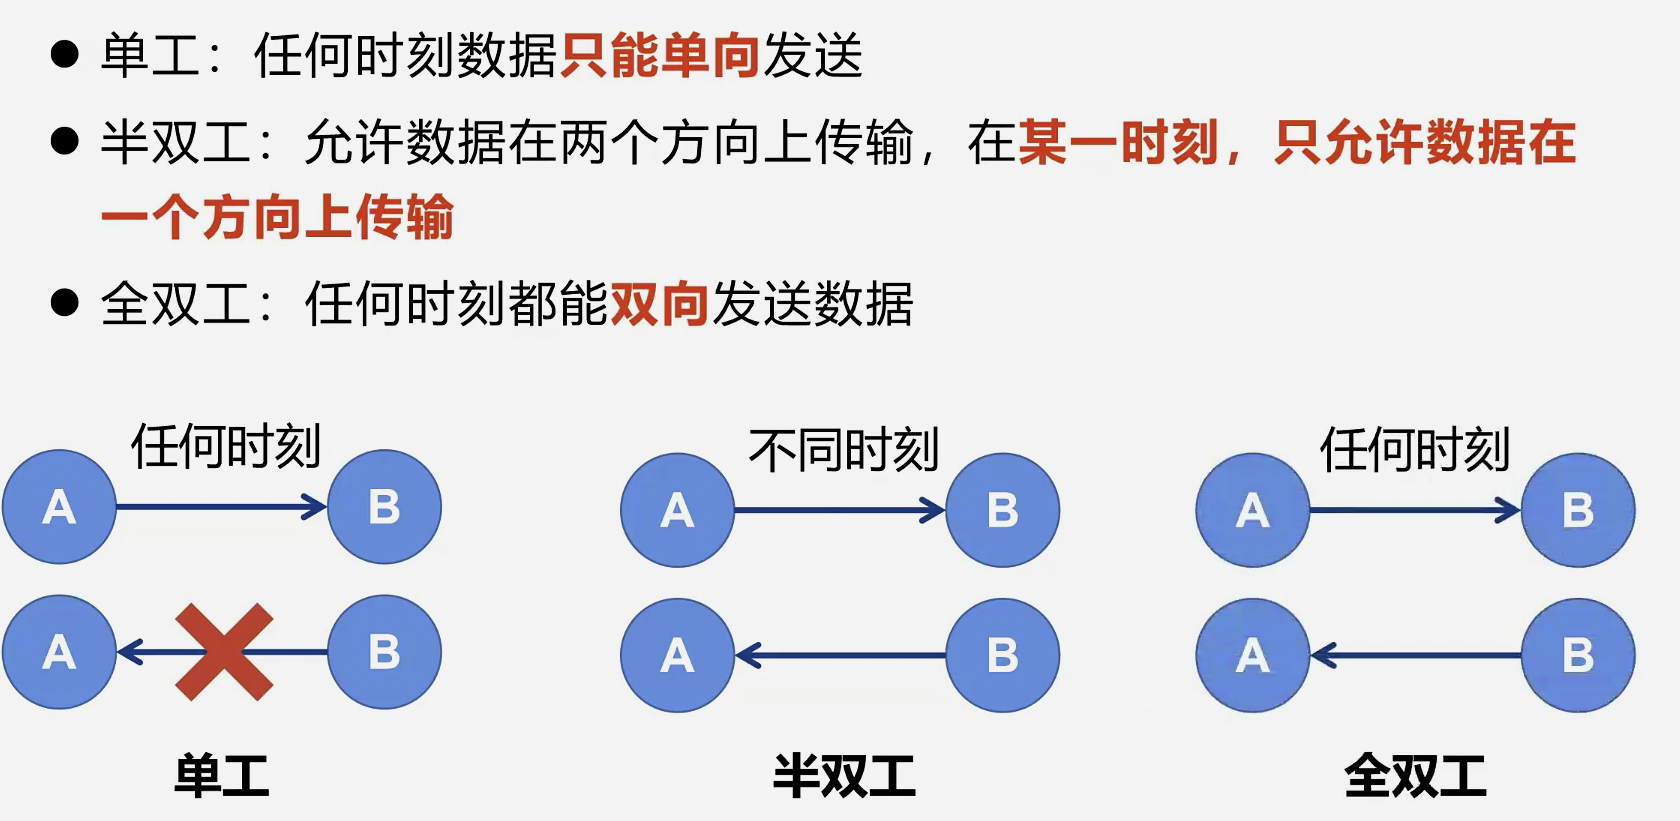 ● 单工：任何时刻数据只能单向发送
● 半双工：允许数据在两个方向上传输，在某一时刻，只允许数据在
一个方向上传输
● 全双工：任何时刻都能双向发送数据
任何时刻 不同时刻 任何时刻
A B A B A B
A B A B A B
单工 半双工 全双工